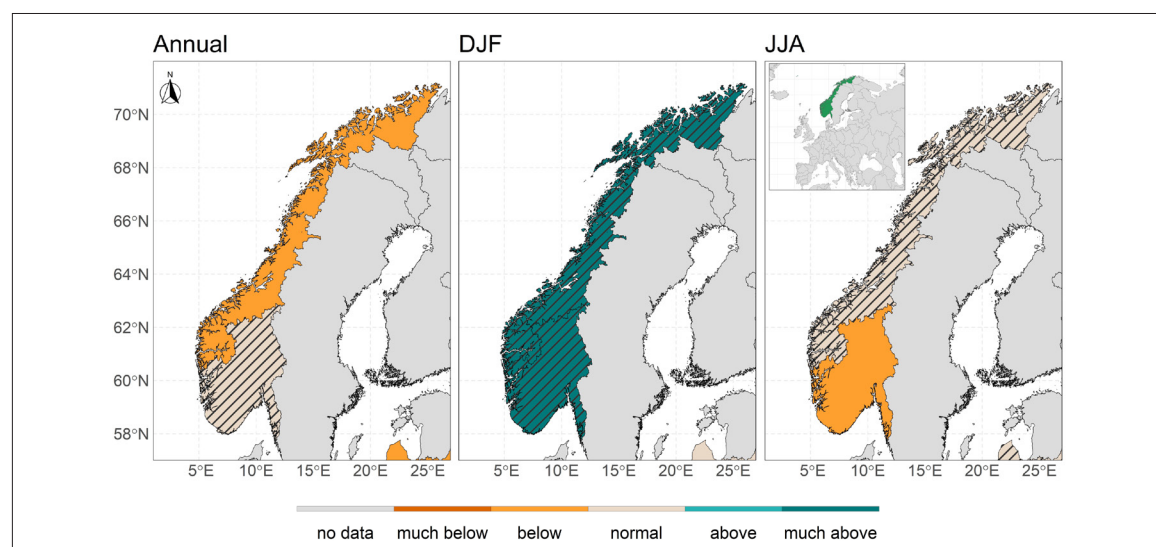 Annual DJF JJA
N
70°N
68°N
66°N
64°N
62°N
60°N
58°N
5°E 10°E 15°E 20°E 25°E 5°E 10°E 15°E 20°E 25°E 5°E 10°E 15°E 20°E 25°E
no data much below below normal above much above